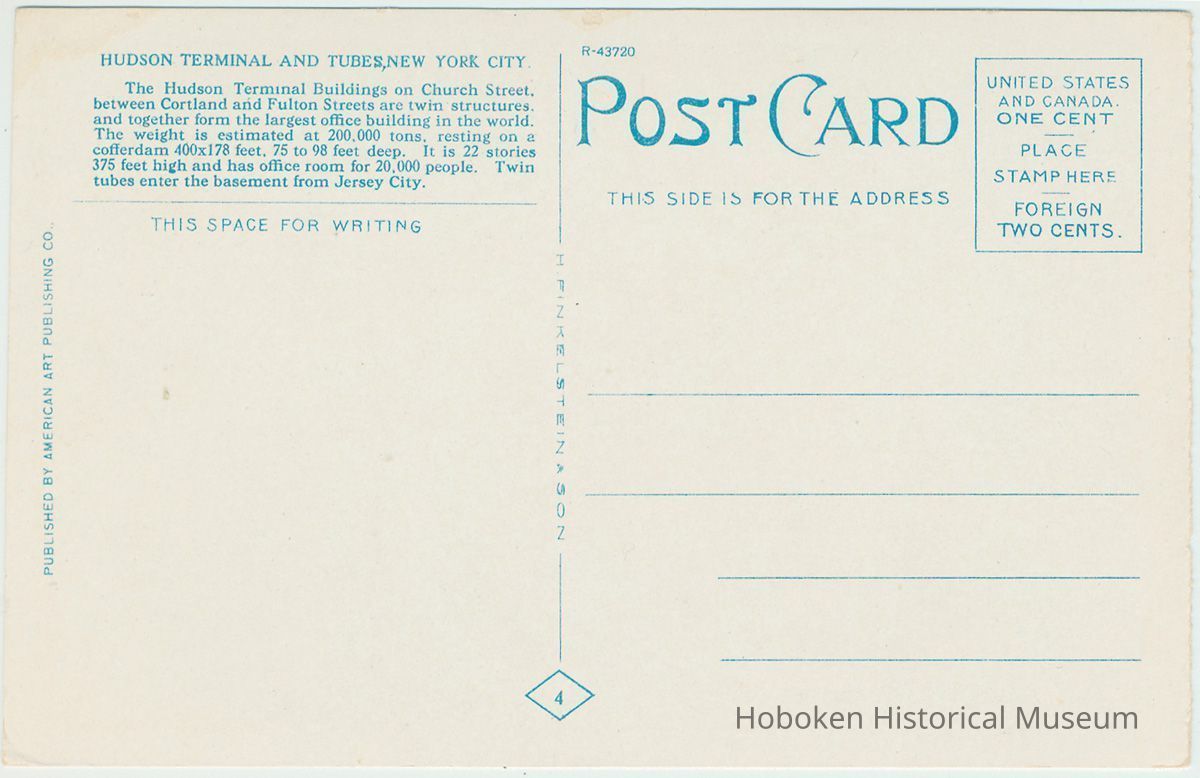 HUDSON TERMINAL AND TUBES,NEW YORK CITY.
The Hudson Terminal Buildings on Church Street,
between Cortland and Fulton Streets are twin structures.
and together form the largest office building in the world.
The weight is estimated at 200,000 tons, resting on a
cofferdam 400x178 feet, 75 to 98 feet deep. It is 22 stories
375 feet high and has office room for 20,000 people. Twin
tubes enter the basement from Jersey City.
THIS SPACE FOR WRITING
PUBLISHED BY AMERICAN ART PUBLISHING CO.,
H. FINKELSTEIN & SON
4
R-43720
POST CARD
THIS SIDE IS FOR THE ADDRESS
UNITED STATES
AND CANADA.
ONE CENT
PLACE
STAMP HERE
FOREIGN
TWO CENTS.
Hoboken Historical Museum